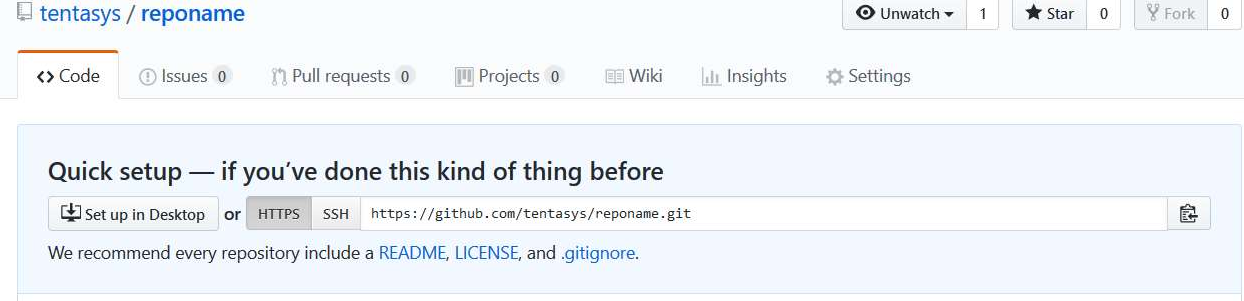 tentasys / reponame
Unwatch 1 Star 0 Fork 0
Code Issues 0 Pull requests 0 Projects 0 Wiki Insights Settings
Quick setup — if you’ve done this kind of thing before
Set up in Desktop or HTTPS SSH https://github.com/tentasys/reponame.git
We recommend every repository include a README, LICENSE, and .gitignore.